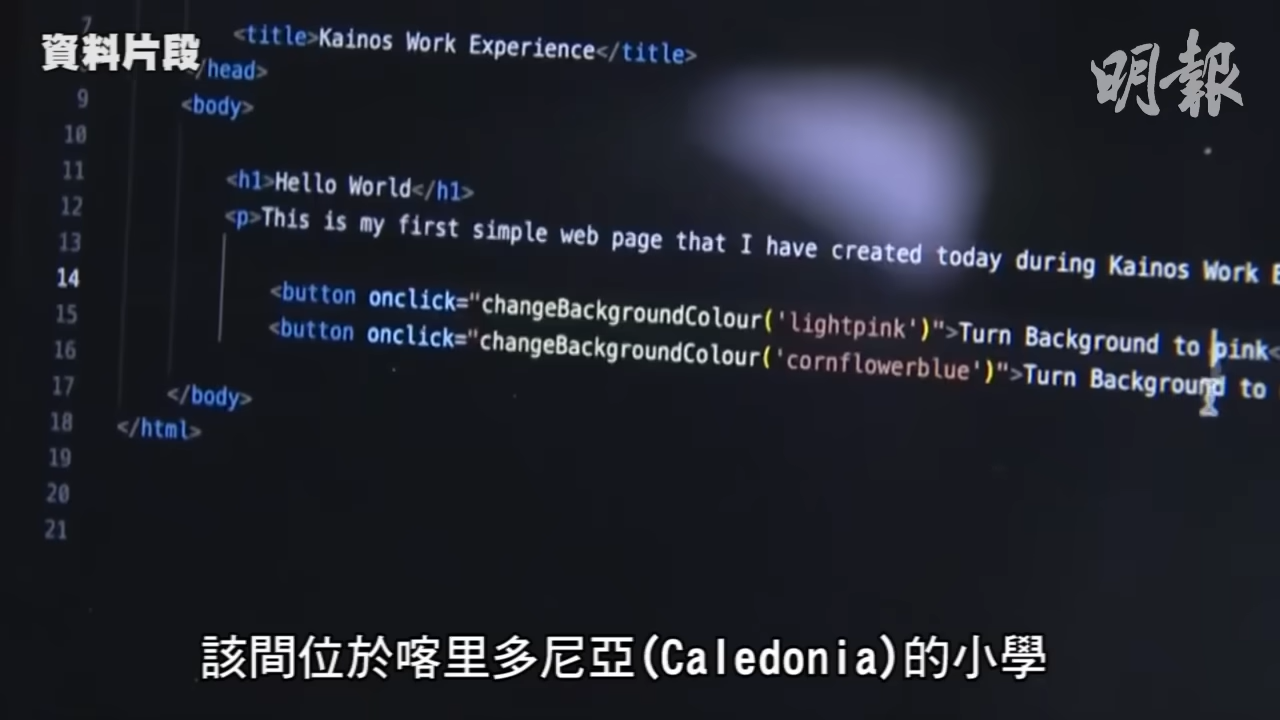 資料片段
明報
7
<title>Kainos Work Experience</title>
</head>
9 <body>
10
11 <h1>Hello World</h1>
12 <p>This is my first simple web page that I have created today during Kainos Work
13
14 <button onclick="changeBackgroundColour('lightpink')">Turn Background to pink<
15 <button onclick="changeBackgroundColour('cornflowerblue')">Turn Background to
16
17 </body>
18 </html>
19
20
21
該間位於喀里多尼亞(Caledonia)的小學